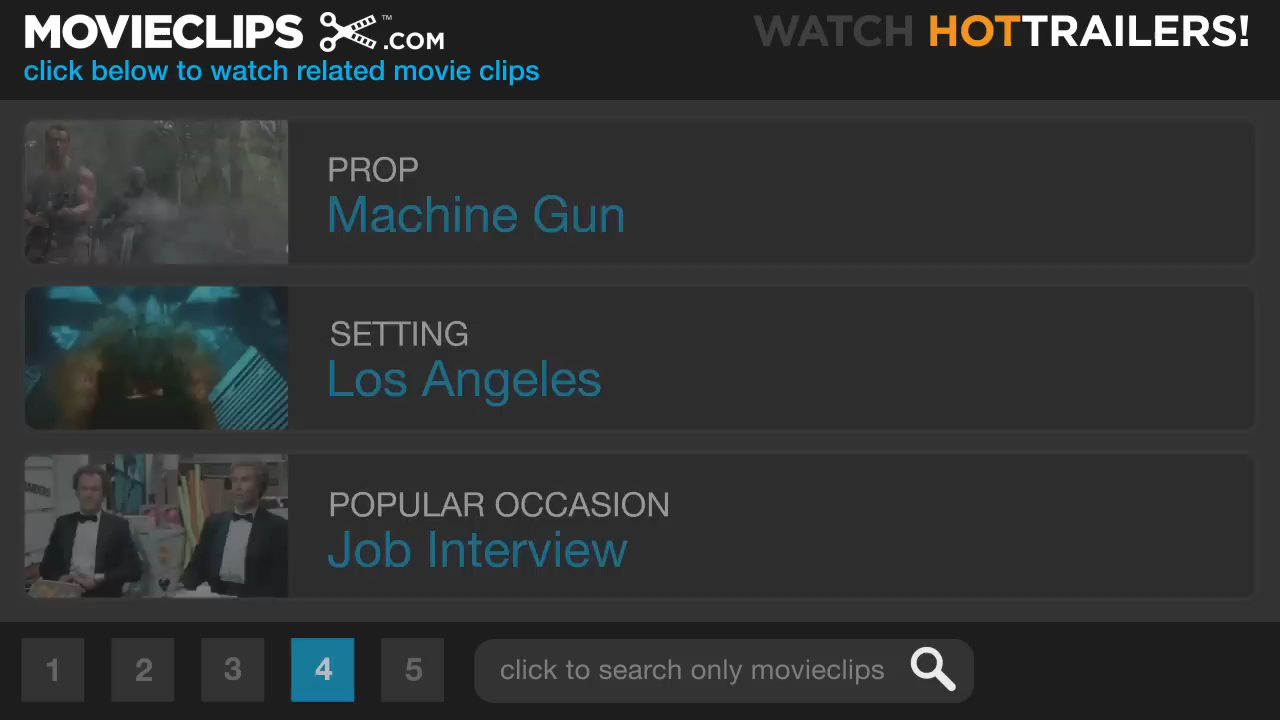 MOVIECLIPS™.COM
WATCH HOTTRAILERS!
click below to watch related movie clips
PROP
Machine Gun
SETTING
Los Angeles
POPULAR OCCASION
Job Interview
1 2 3 4 5
click to search only movieclips